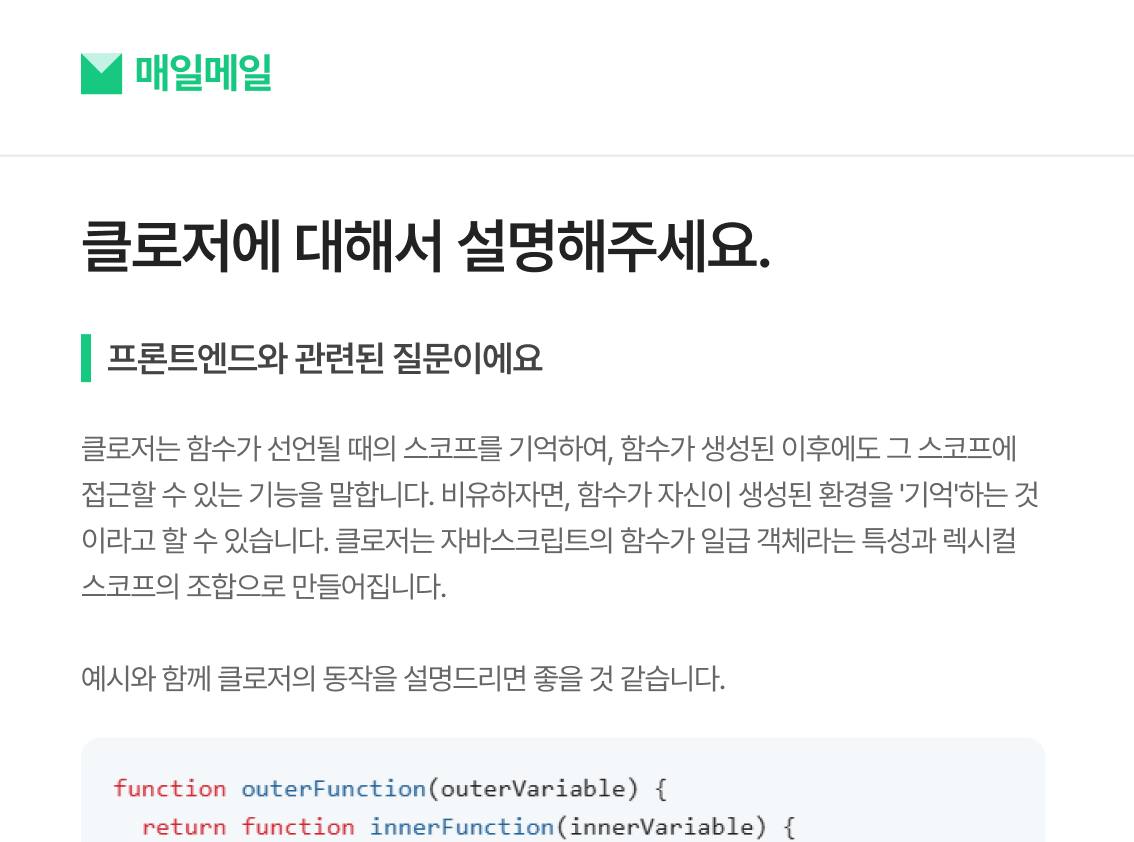 매일메일
클로저에 대해서 설명해주세요.
프론트엔드와 관련된 질문이에요
클로저는 함수가 선언될 때의 스코프를 기억하여, 함수가 생성된 이후에도 그 스코프에
접근할 수 있는 기능을 말합니다. 비유하자면, 함수가 자신이 생성된 환경을 '기억'하는 것
이라고 할 수 있습니다. 클로저는 자바스크립트의 함수가 일급 객체라는 특성과 렉시컬
스코프의 조합으로 만들어집니다.
예시와 함께 클로저의 동작을 설명드리면 좋을 것 같습니다.
function outerFunction(outerVariable) {
return function innerFunction(innerVariable) {